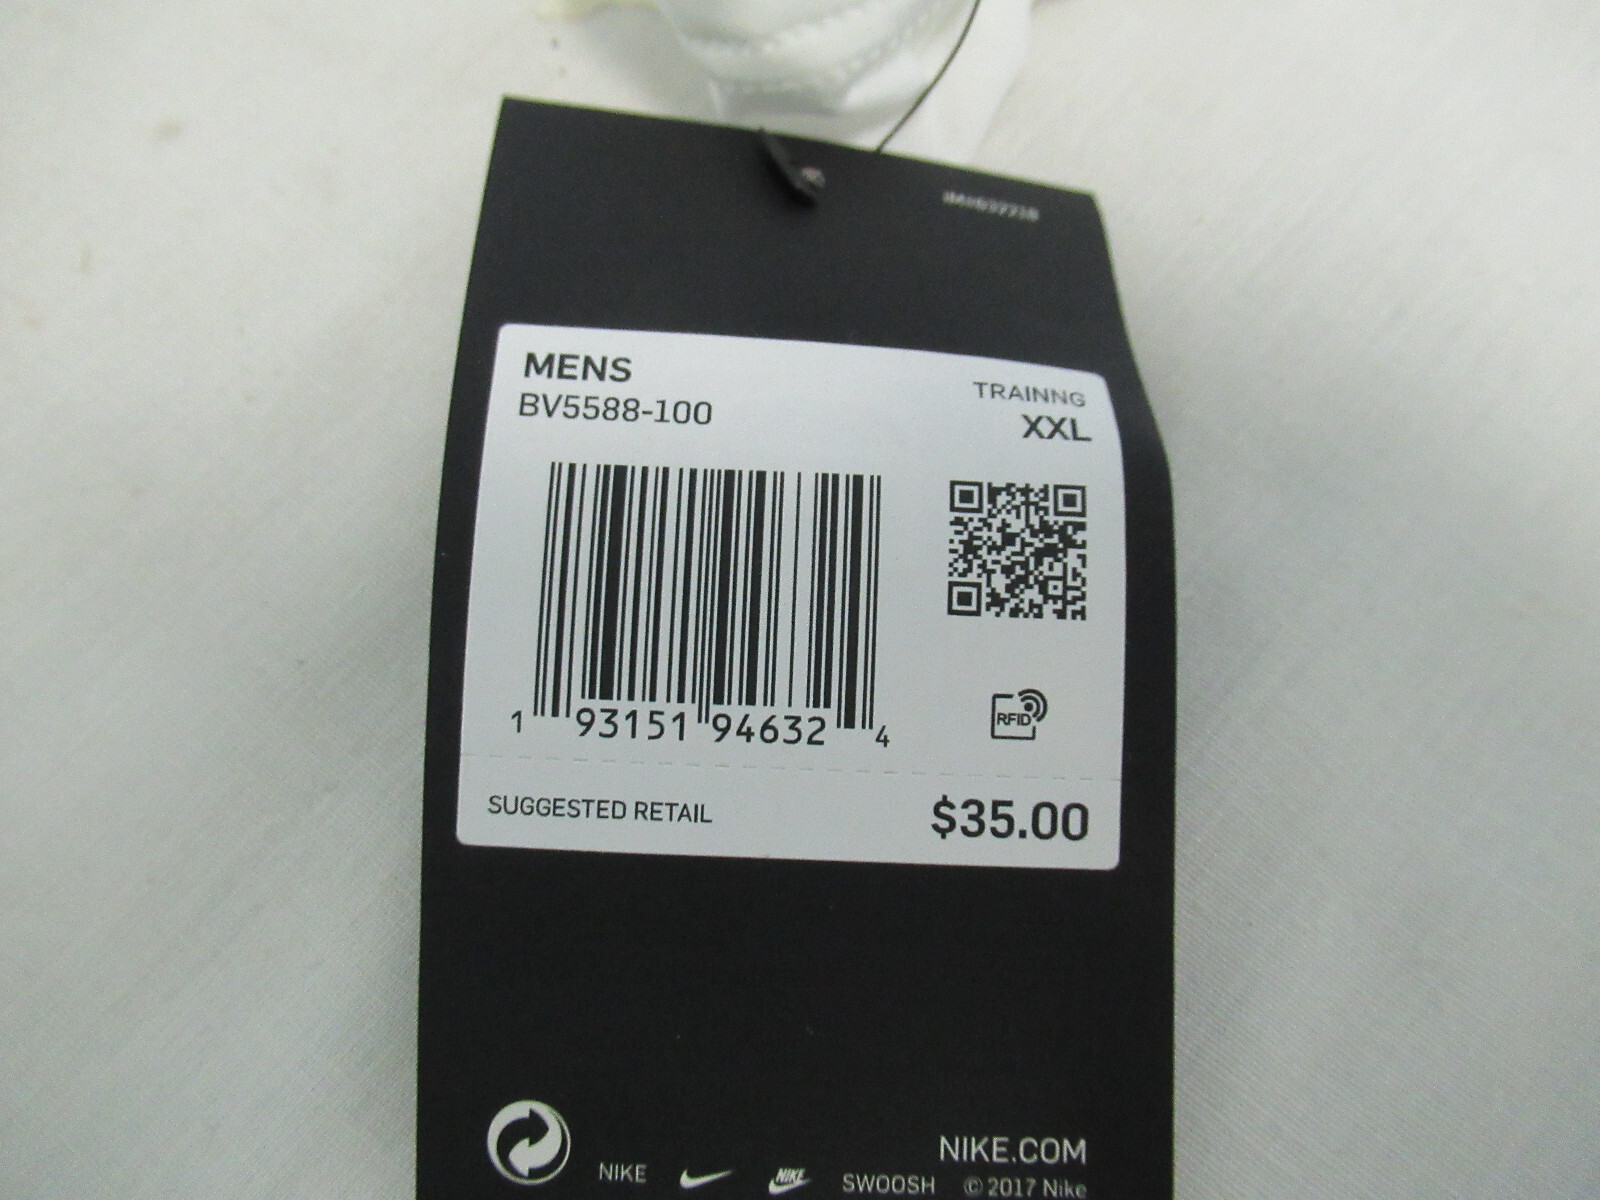 MENS
BV5588-100
TRAINNG
XXL
1 93151 94632 4
RFID
SUGGESTED RETAIL
$35.00
NIKE.COM
NIKE NIKE SWOOSH © 2017 Nike